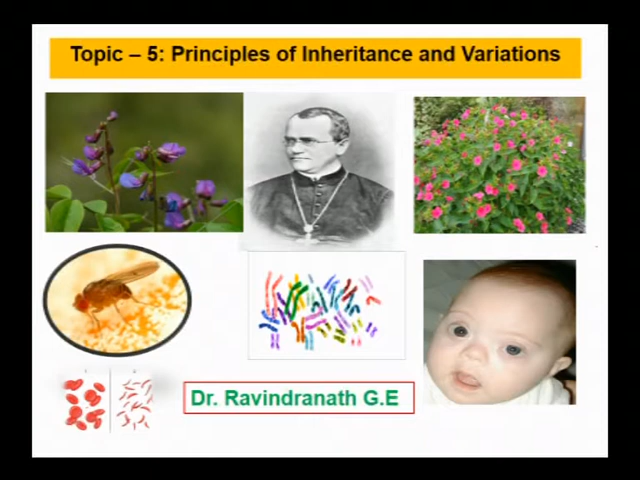 Topic – 5: Principles of Inheritance and Variations
Dr. Ravindranath G.E